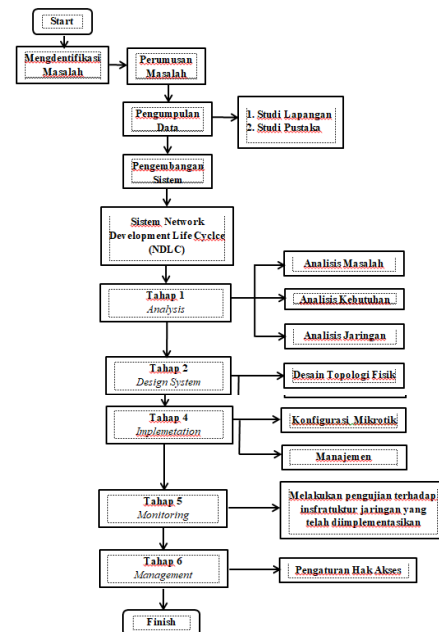 Start
Mengdentifikasi
Masalah
Perumusan
Masalah
Pengumpulan
Data
1. Studi Lapangan
2. Studi Pustaka
Pengembangan
Sistem
Sistem Network
Development Life Cyclce
(NDLC)
Tahap 1
Analysis
Analisis Masalah
Analisis Kebutuhan
Analisis Jaringan
Tahap 2
Design System
Desain Topologi Fisik
Tahap 4
Implemetation
Konfigurasi Mikrotik
Manajemen
Tahap 5
Monitoring
Melakukan pengujian terhadap
insfratuktur jaringan yang
telah diimplementasikan
Tahap 6
Management
Pengaturan Hak Akses
Finish